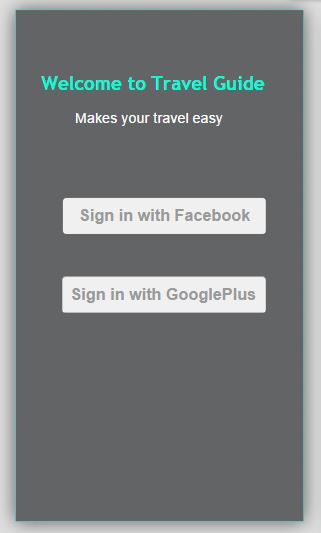 Welcome to Travel Guide
Makes your travel easy
Sign in with Facebook
Sign in with GooglePlus